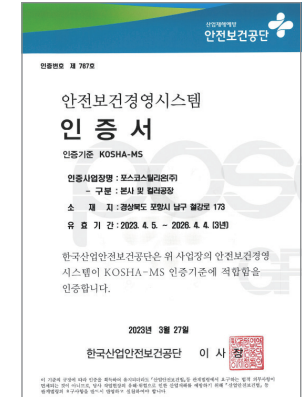 산업재해예방
안전보건공단
인증번호 제 787호
안전보건경영시스템
인 증 서
인증기준 KOSHA-MS
인증사업장명 : 포스코스틸리온(주)
- 구분 : 본사 및 컬러공장
소 재 지 : 경상북도 포항시 남구 철강로 173
유 효 기 간 : 2023. 4. 5. ~ 2026. 4. 4. (3년)
한국산업안전보건공단은 위 사업장의 안전보건경영
시스템이 KOSHA-MS 인증기준에 적합함을
인증합니다.
2023년 3월 27일
한국산업안전보건공단 이 사 장